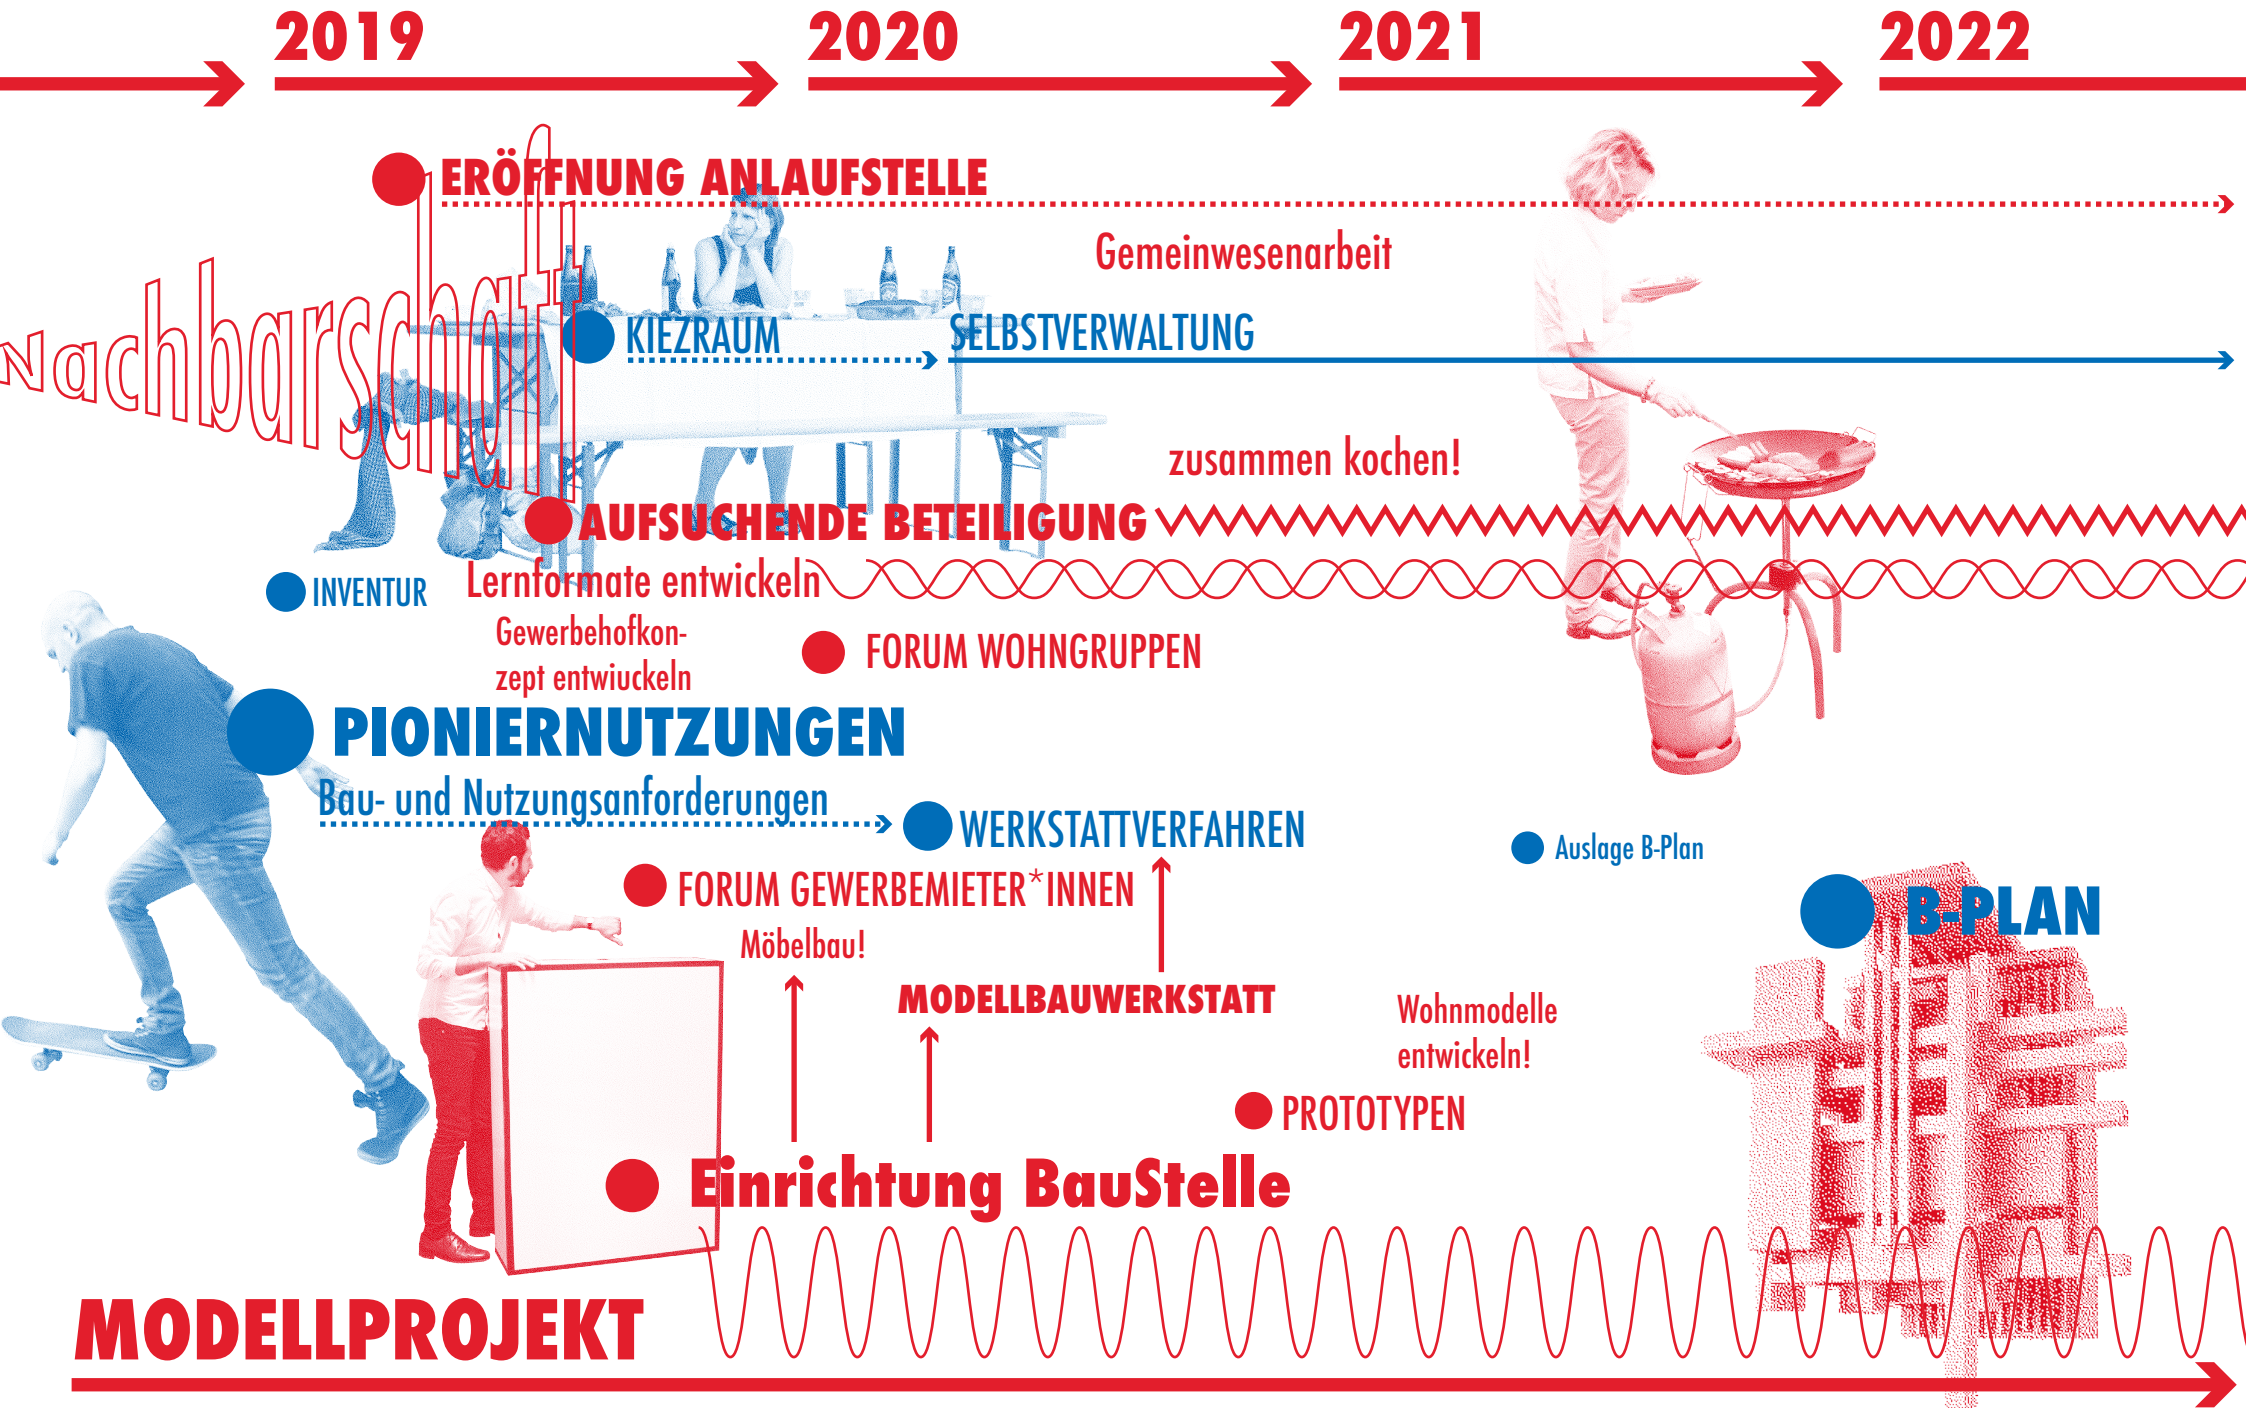 2019
2020
2021
2022
ERÖFFNUNG ANLAUFSTELLE
Gemeinwesenarbeit
Nachbarschaft
KIEZRAUM
SELBSTVERWALTUNG
zusammen kochen!
AUFSUCHENDE BETEILIGUNG
INVENTUR
Lernformate entwickeln
Gewerbehofkon-
zept entwiuckeln
FORUM WOHNGRUPPEN
PIONIERNUTZUNGEN
Bau- und Nutzungsanforderungen
WERKSTATTVERFAHREN
Auslage B-Plan
FORUM GEWERBEMIETER*INNEN
B-PLAN
Möbelbau!
MODELLBAUWERKSTATT
Wohnmodelle
entwickeln!
PROTOTYPEN
Einrichtung BauStelle
MODELLPROJEKT